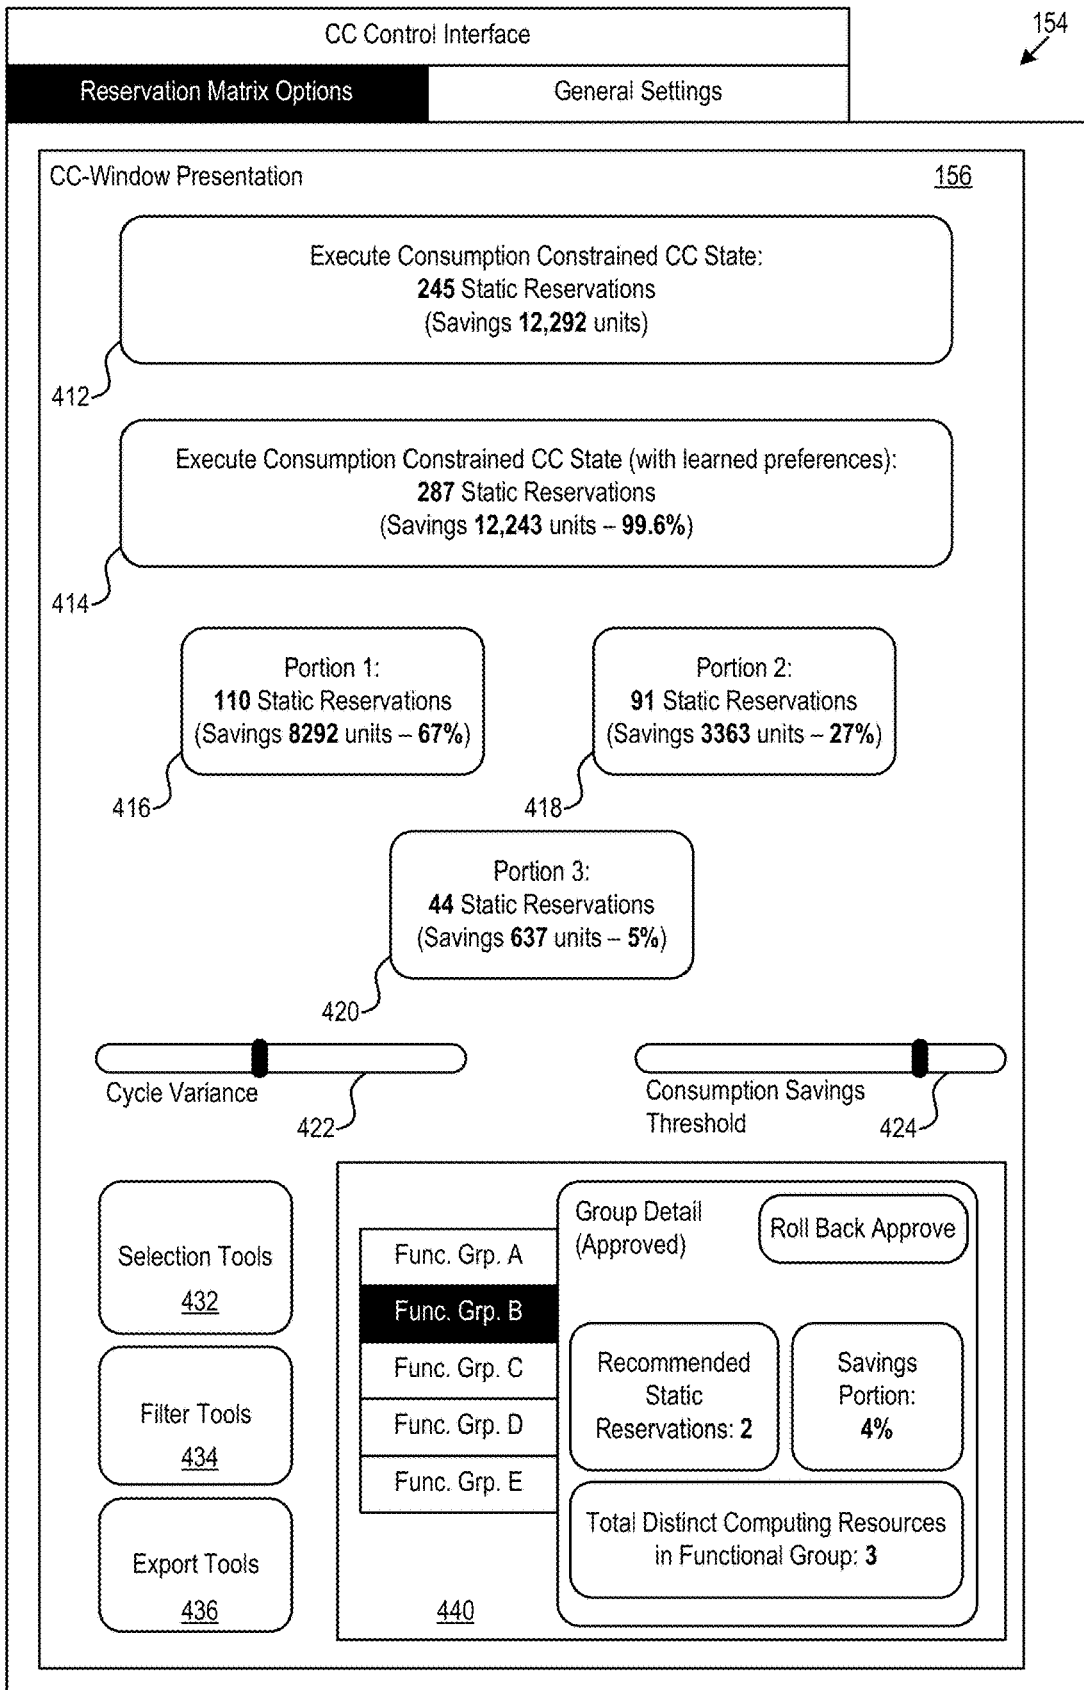 CC Control Interface
154
Reservation Matrix Options
General Settings
CC-Window Presentation
156
Execute Consumption Constrained CC State:
245 Static Reservations
(Savings 12,292 units)
412
Execute Consumption Constrained CC State (with learned preferences):
287 Static Reservations
(Savings 12,243 units – 99.6%)
414
Portion 1:
110 Static Reservations
(Savings 8292 units – 67%)
416
Portion 2:
91 Static Reservations
(Savings 3363 units – 27%)
418
Portion 3:
44 Static Reservations
(Savings 637 units – 5%)
420
Cycle Variance
422
Consumption Savings
Threshold
424
Selection Tools
432
Filter Tools
434
Export Tools
436
Func. Grp. A
Func. Grp. B
Func. Grp. C
Func. Grp. D
Func. Grp. E
440
Group Detail
(Approved)
Roll Back Approve
Recommended
Static
Reservations: 2
Savings
Portion:
4%
Total Distinct Computing Resources
in Functional Group: 3